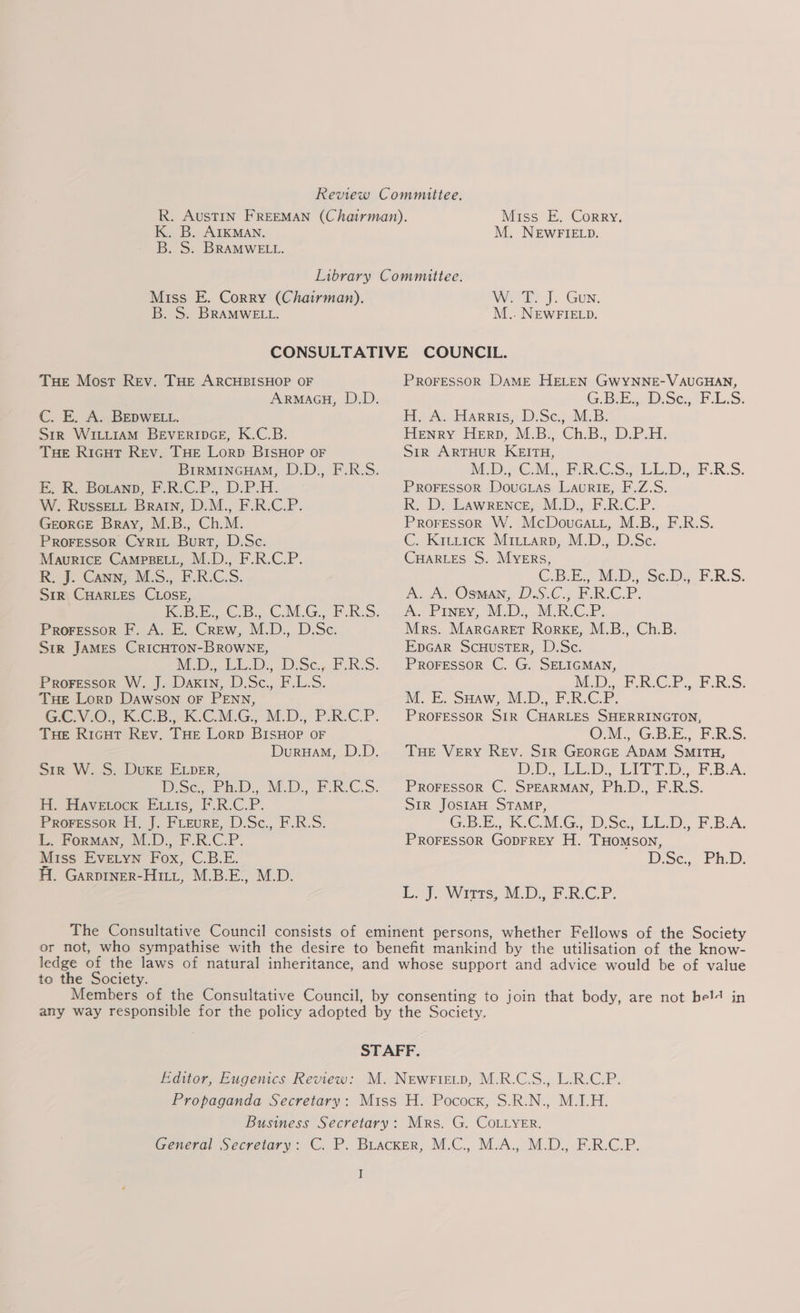 Review Committee.
R. AUSTIN FREEMAN (Chairman).
K. B. AIKMAN.
B. S. BRAMWELL.
MISS E. CORRY.
M. NEWFIELD.
Library Committee.
MISS E. CORRY (Chairman).
B. S. BRAMWELL.
W. T. J. GUN.
M. NEWFIELD.
CONSULTATIVE COUNCIL.
THE MOST REV. THE ARCHBISHOP OF
ARMAGH, D.D.
C. E. A. BEDWELL.
SIR WILLIAM BEVERIDGE, K.C.B.
THE RIGHT REV. THE LORD BISHOP OF
BIRMINGHAM, D.D., F.R.S.
E. R. BOLAND, F.R.C.P., D.P.H.
W. RUSSELL BRAIN, D.M., F.R.C.P.
GEORGE BRAY, M.B., Ch.M.
PROFESSOR CYRIL BURT, D.Sc.
MAURICE CAMPBELL, M.D., F.R.C.P.
R. J. CANN, M.S., F.R.C.S.
SIR CHARLES CLOSE,
K.B.E., C.B., C.M.G., F.R.S.
PROFESSOR F. A. E. CREW, M.D., D.Sc.
SIR JAMES CRICHTON-BROWNE,
M.D., LL.D., D.Sc., F.R.S.
PROFESSOR W. J. DAKIN, D.Sc., F.L.S.
THE LORD DAWSON OF PENN,
G.C.V.O., K.C.B., K.C.M.G., M.D., P.R.C.P.
THE RIGHT REV. THE LORD BISHOP OF
DURHAM, D.D.
SIR W. S. DUKE ELDER,
D.Sc., Ph.D., M.D., F.R.C.S.
H. HAVELOCK ELLIS, F.R.C.P.
PROFESSOR H. J. FLEURE, D.Sc., F.R.S.
L. FORMAN, M.D., F.R.C.P.
MISS EVELYN FOX, C.B.E.
H. GARDINER-HILL, M.B.E., M.D.
PROFESSOR DAME HELEN GWYNNE-VAUGHAN,
G.B.E., D.Sc., F.L.S.
H. A. HARRIS, D.Sc., M.B.
HENRY HERD, M.B., Ch.B., D.P.H.
SIR ARTHUR KEITH,
M.D., C.M., F.R.C.S., LL.D., F.R.S.
PROFESSOR DOUGLAS LAURIE, F.Z.S.
R. D. LAWRENCE, M.D., F.R.C.P.
PROFESSOR W. MCDOUGALL, M.B., F.R.S.
C. KILLICK MILLARD, M.D., D.Sc.
CHARLES S. MYERS,
C.B.E., M.D., Sc.D., F.R.S.
A. A. OSMAN, D.S.C., F.R.C.P.
A. PINEY, M.D., M.R.C.P.
MRS. MARGARET RORKE, M.B., Ch.B.
EDGAR SCHUSTER, D.Sc.
PROFESSOR C. G. SELIGMAN,
M.D., F.R.C.P., F.R.S.
M. E. SHAW, M.D., F.R.C.P.
PROFESSOR SIR CHARLES SHERRINGTON,
O.M., G.B.E., F.R.S.
THE VERY REV. SIR GEORGE ADAM SMITH,
D.D., LL.D., LITT.D., F.B.A.
PROFESSOR C. SPEARMAN, Ph.D., F.R.S.
SIR JOSIAH STAMP,
G.B.E., K.C.M.G., D.Sc., LL.D., F.B.A.
PROFESSOR GODFREY H. THOMSON,
D.Sc., Ph.D.
L. J. WITTS, M.D., F.R.C.P.
The Consultative Council consists of eminent persons, whether Fellows of the Society
or not, who sympathise with the desire to benefit mankind by the utilisation of the know-
ledge of the laws of natural inheritance, and whose support and advice would be of value
to the Society.
Members of the Consultative Council, by consenting to join that body, are not held in
any way responsible for the policy adopted by the Society.
STAFF.
Editor, Eugenics Review: M. NEWFIELD, M.R.C.S., L.R.C.P.
Propaganda Secretary: MISS H. POCOCK, S.R.N., M.I.H.
Business Secretary: MRS. G. COLLYER.
General Secretary: C. P. BLACKER, M.C., M.A., M.D., F.R.C.P.
I